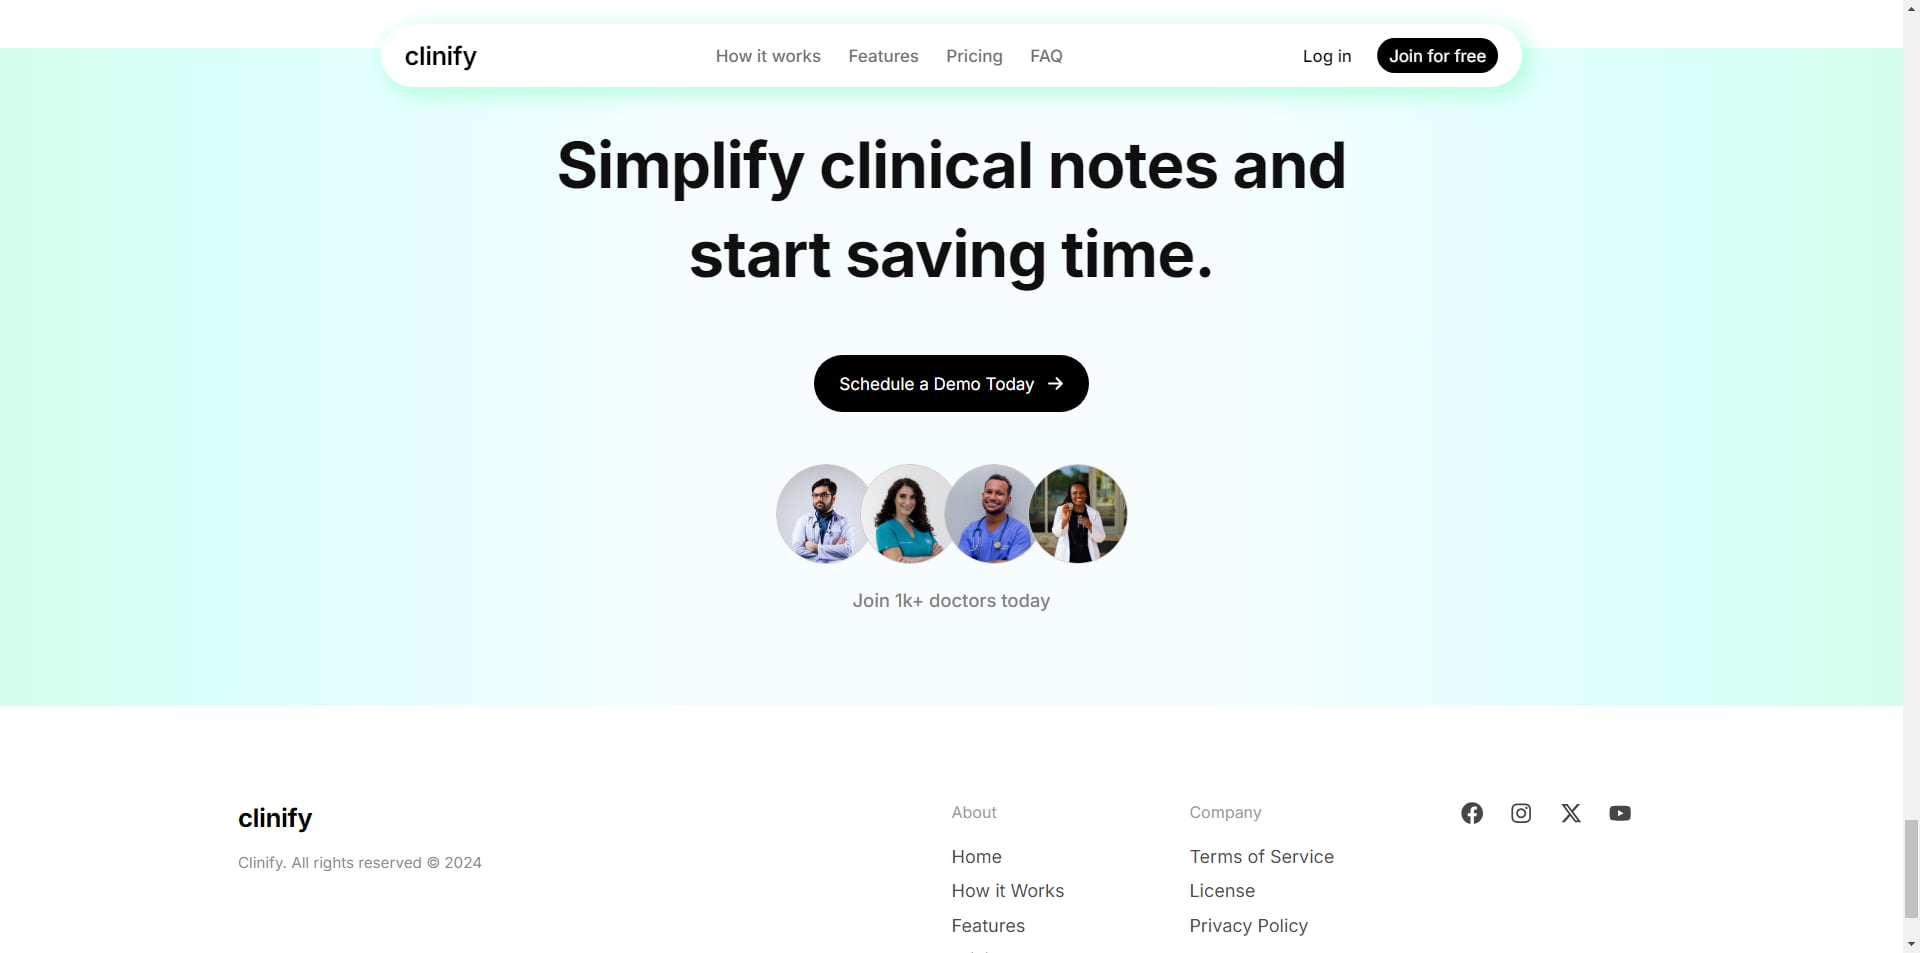 clinify
How it works
Features
Pricing
FAQ
Log in
Join for free
Simplify clinical notes and
start saving time.
Schedule a Demo Today
Join 1k+ doctors today
clinify
Clinify. All rights reserved © 2024
About
Home
How it Works
Features
Company
Terms of Service
License
Privacy Policy